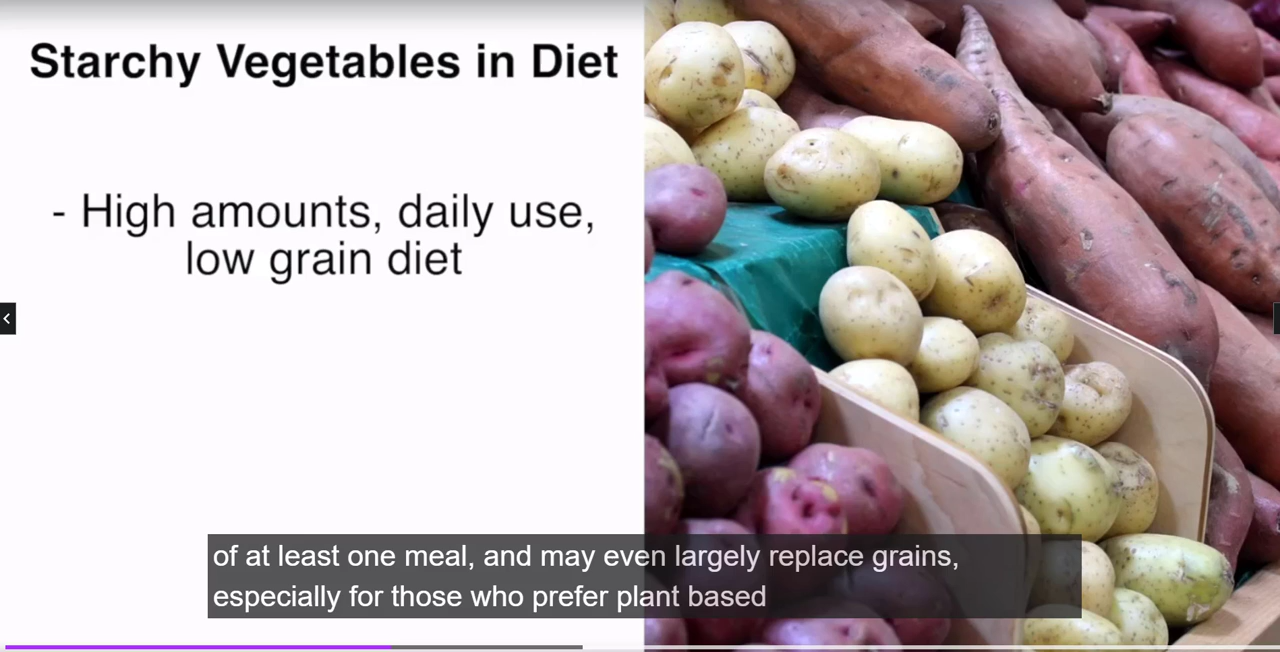 Starchy Vegetables in Diet
- High amounts, daily use,
low grain diet
of at least one meal, and may even largely replace grains,
especially for those who prefer plant based